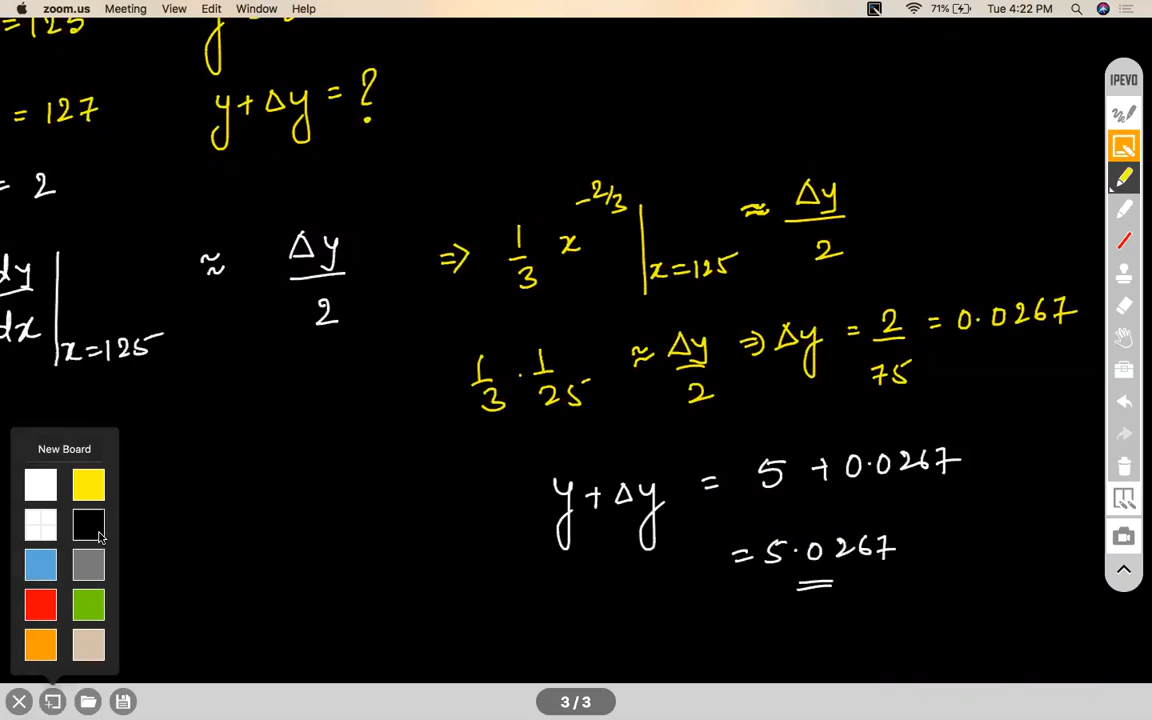 zoom.us Meeting View Edit Window Help 71% Tue 4:22 PM
= 125 y =
= 127 y + Δy = ?
= 2
dy/dx | x=125 ≈ Δy/2 ⇒ 1/3 x^-2/3 | x=125 ≈ Δy/2
1/3 · 1/25 ≈ Δy/2 ⇒ Δy = 2/75 = 0.0267
y + Δy = 5 + 0.0267
= 5.0267
IPEVO
New Board
3/3